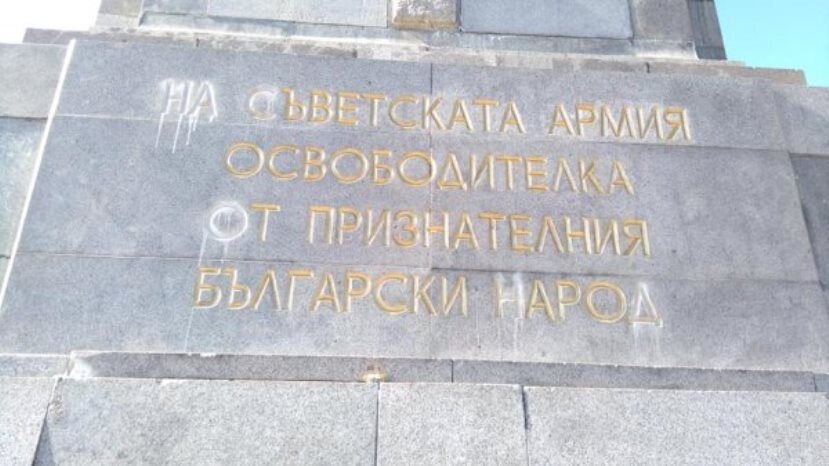 НА СЪВЕТСКАТА АРМИЯ
ОСВОБОДИТЕЛКА
ОТ ПРИЗНАТЕЛНИЯ
БЪЛГАРСКИ НАРОД